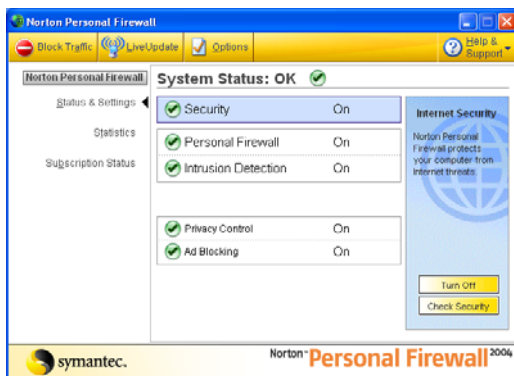 Norton Personal Firewall
Block Traffic LiveUpdate Options Help & Support
Norton Personal Firewall
Status & Settings
Statistics
Subscription Status
System Status: OK
Security On
Personal Firewall On
Intrusion Detection On
Privacy Control On
Ad Blocking On
Internet Security
Norton Personal
Firewall protects
your computer from
Internet threats.
Turn Off
Check Security
symantec.
Norton™ Personal Firewall 2004